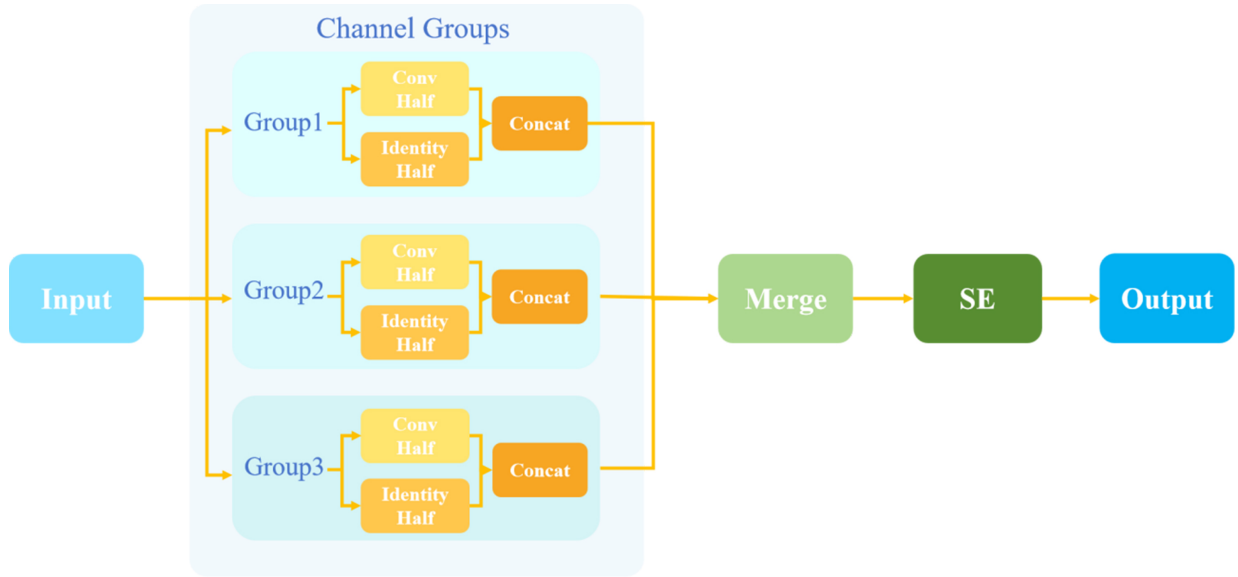 Channel Groups
Group1
Conv
Half
Identity
Half
Concat
Group2
Conv
Half
Identity
Half
Concat
Group3
Conv
Half
Identity
Half
Concat
Input
Merge
SE
Output